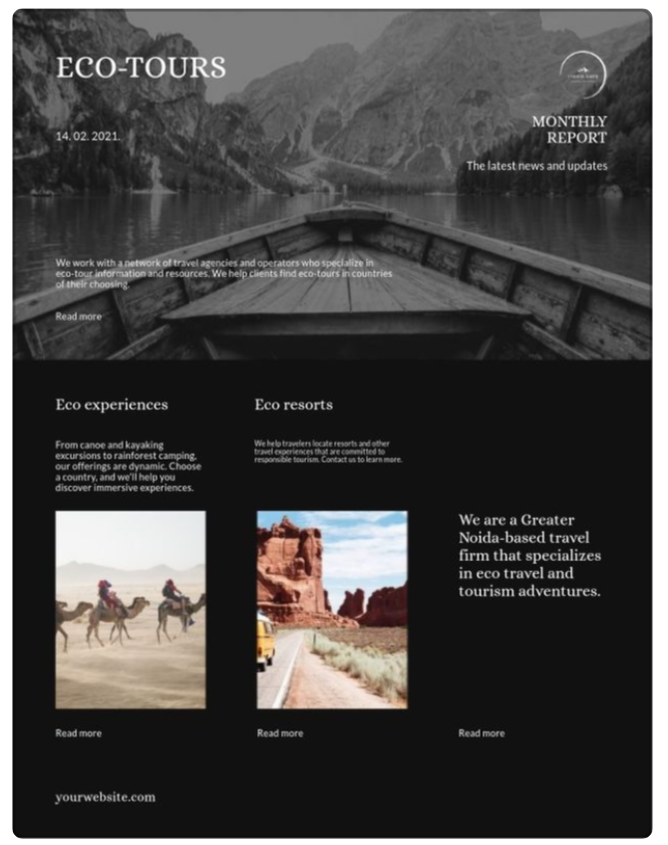 ECO-TOURS
14. 02. 2021.
MONTHLY
REPORT
The latest news and updates
We work with a network of travel agencies and operators who specialize in
eco-tour information and resources. We help clients find eco-tours in countries
of their choosing.
Read more
Eco experiences
From canoe and kayaking
excursions to rainforest camping,
our offerings are dynamic. Choose
a country, and we'll help you
discover immersive experiences.
Read more
Eco resorts
We help travelers locate resorts and other
travel experiences that are committed to
responsible tourism. Contact us to learn more.
Read more
We are a Greater
Noida-based travel
firm that specializes
in eco travel and
tourism adventures.
Read more
yourwebsite.com